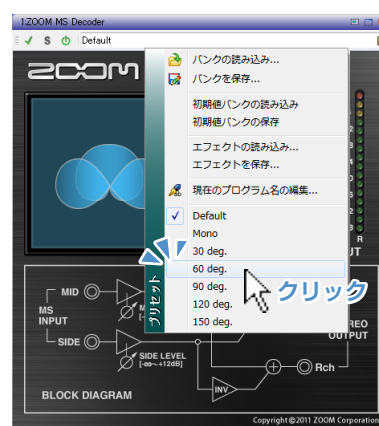 1:ZOOM MS Decoder
S Default
ZOOM
バンクの読み込み...
バンクを保存...
初期値バンクの読み込み
初期値バンクの保存
エフェクトの読み込み...
エフェクトを保存...
現在のプログラム名の編集...
Default
Mono
30 deg.
60 deg.
90 deg.
120 deg.
150 deg.
プリセット
クリック
R
MID
MS
INPUT
SIDE
SIDE LEVEL
[-∞~+12dB]
OUTPUT
Rch
INV
BLOCK DIAGRAM
Copyright©2011 ZOOM Corporation